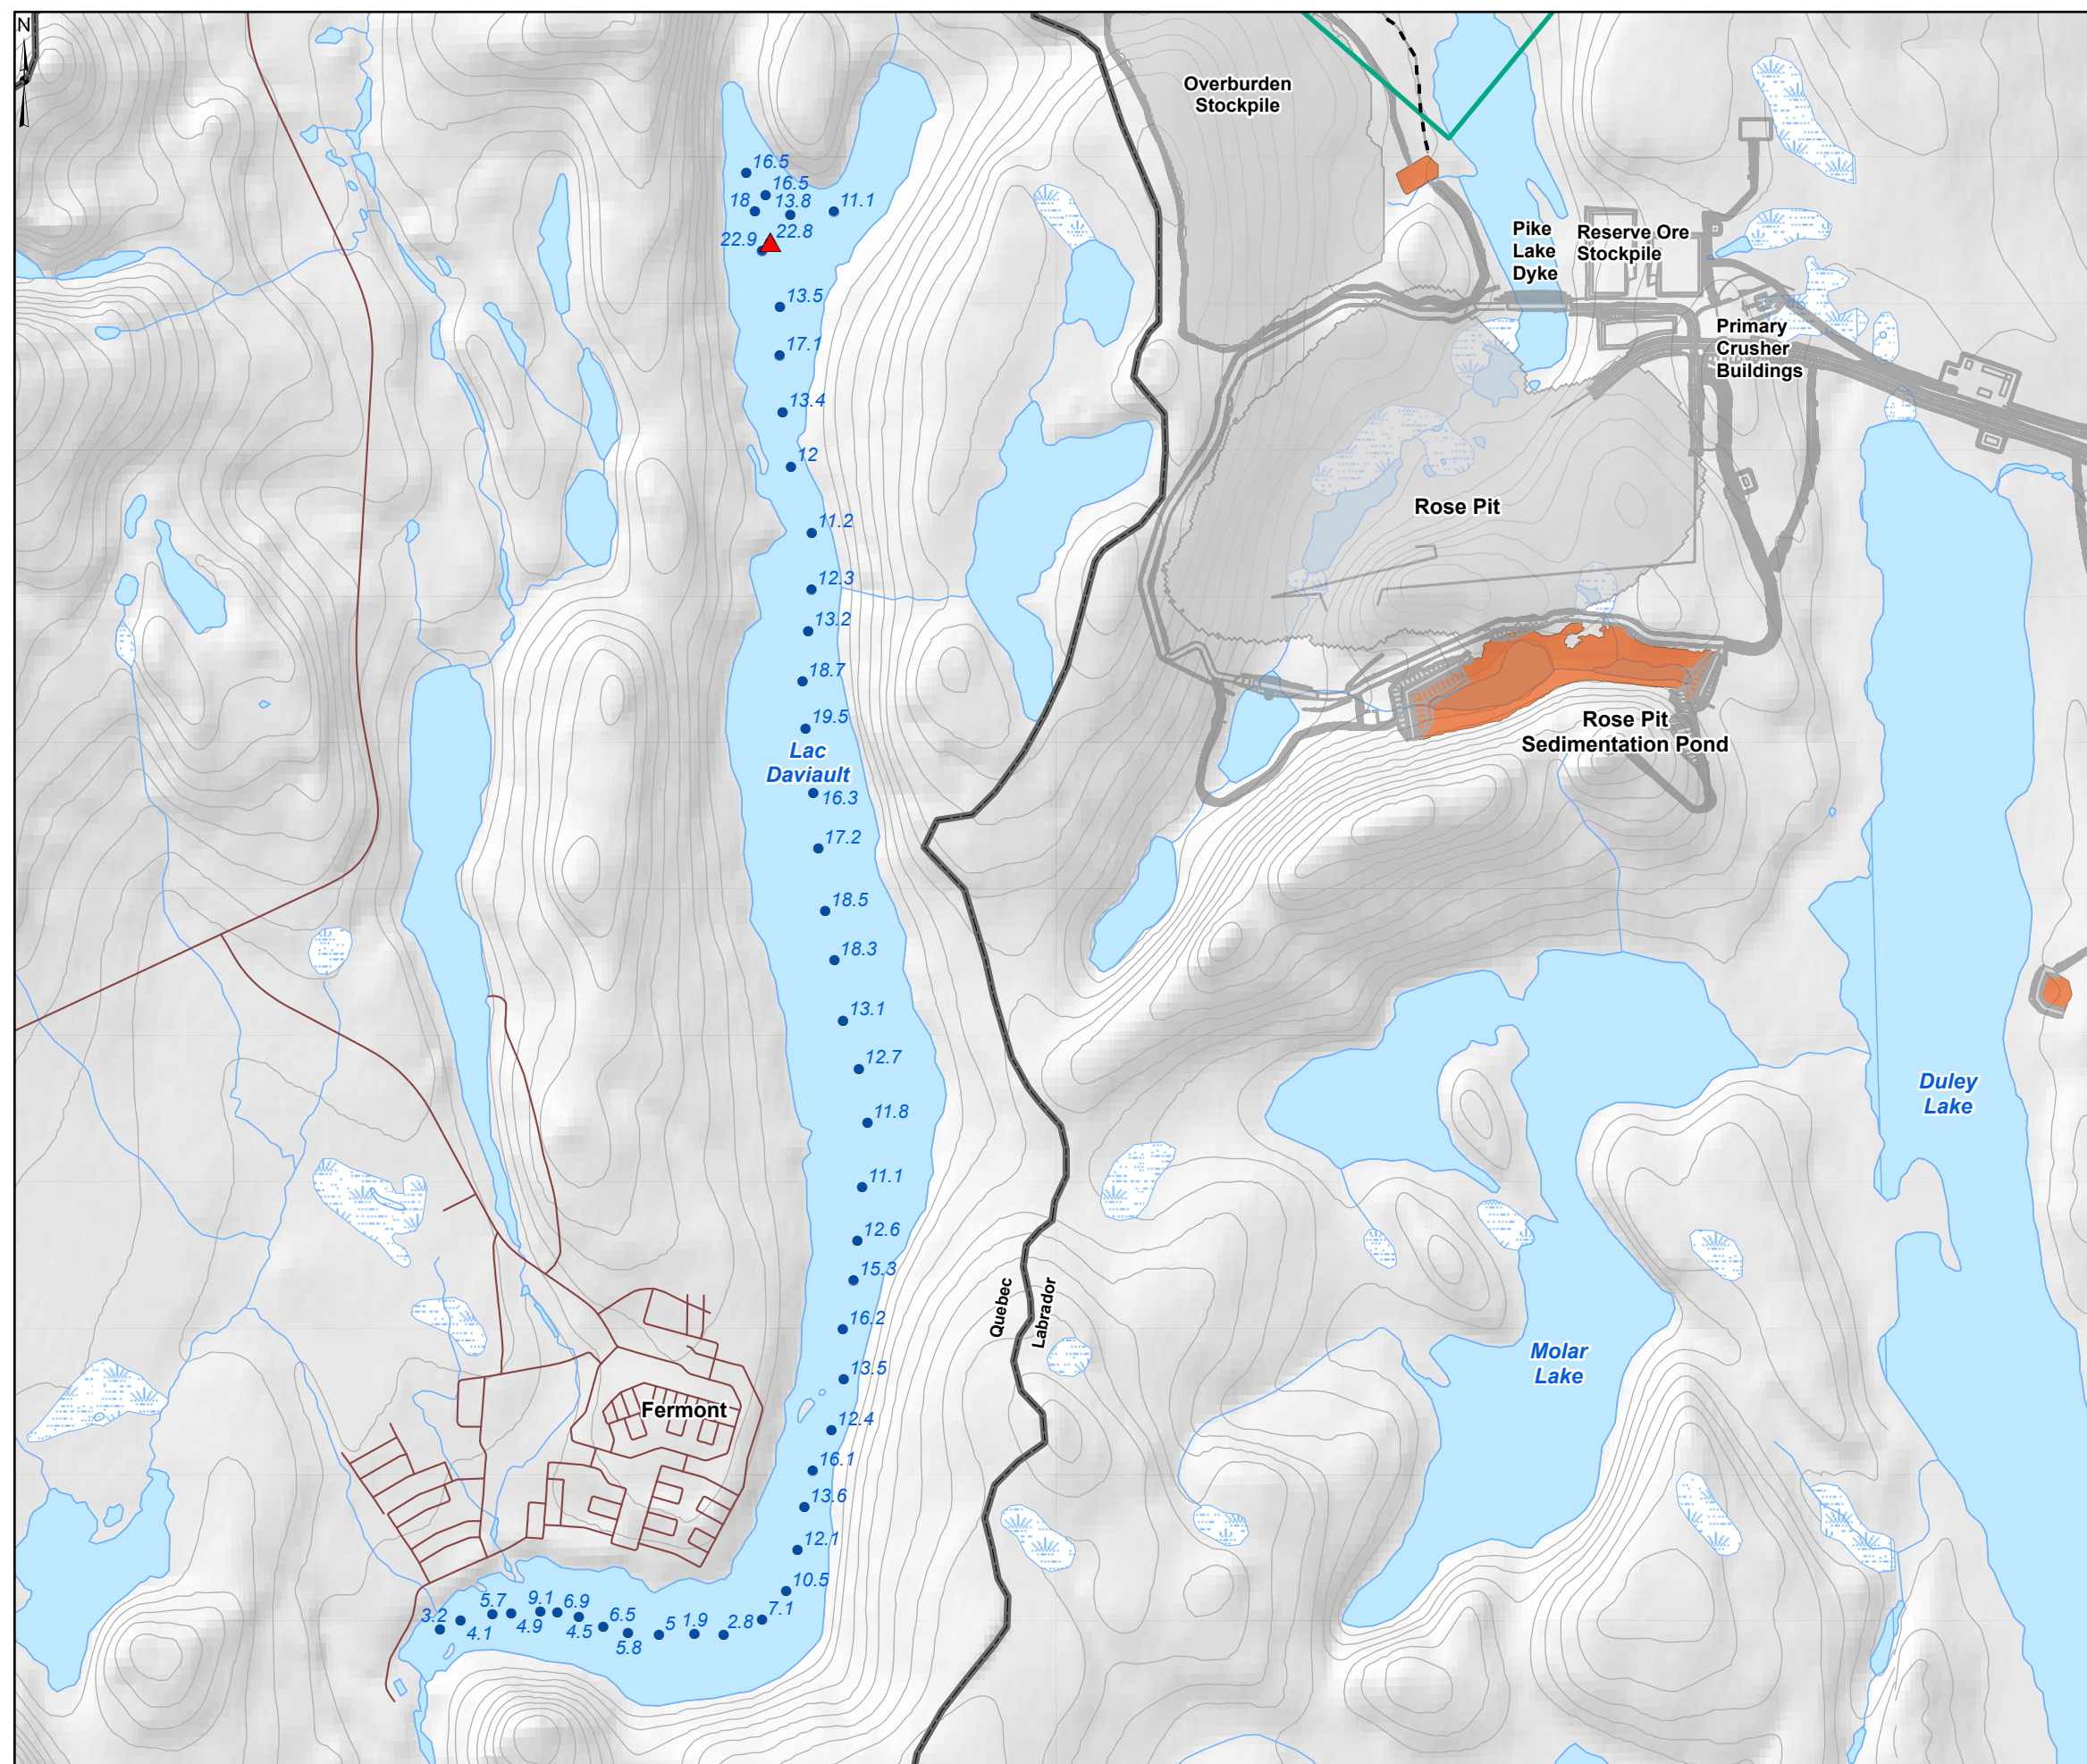 N
Overburden
Stockpile
16.5
16.5
18
13.8
11.1
22.8
22.9
Pike
Lake
Dyke
Reserve Ore
Stockpile
13.5
Primary
Crusher
Buildings
17.1
13.4
12
Rose Pit
11.2
12.3
13.2
18.7
19.5
Rose Pit
Sedimentation Pond
Lac
Daviault
16.3
17.2
18.5
18.3
13.1
12.7
Duley
Lake
11.8
11.1
12.6
15.3
Quebec
Labrador
16.2
Molar
Lake
13.5
Fermont
12.4
16.1
13.6
12.1
10.5
3.2
4.1
5.7
4.9
9.1
6.9
4.5
6.5
5.8
5
1.9
2.8
7.1